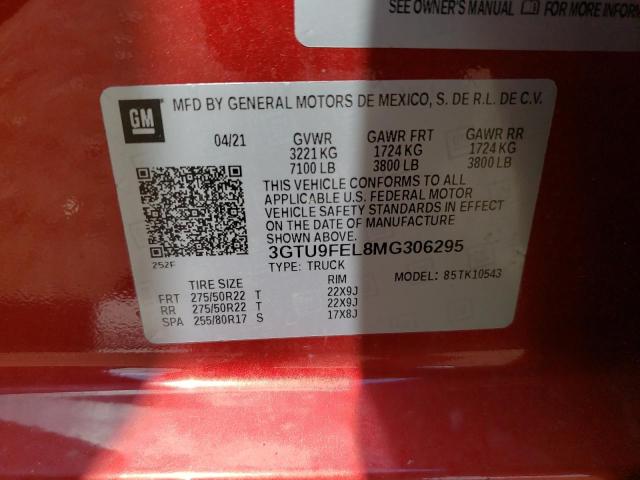 SEE OWNER'S MANUAL FOR MORE INFORM
GM MFD BY GENERAL MOTORS DE MEXICO, S. DE R.L. DE C.V.
04/21 GVWR GAWR FRT GAWR RR
3221 KG 1724 KG 1724 KG
7100 LB 3800 LB 3800 LB
THIS VEHICLE CONFORMS TO ALL
APPLICABLE U.S. FEDERAL MOTOR
VEHICLE SAFETY STANDARDS IN EFFECT
ON THE DATE OF MANUFACTURE
SHOWN ABOVE.
3GTU9FEL8MG306295
252F TYPE: TRUCK MODEL: 85TK10543
TIRE SIZE RIM
FRT 275/50R22 T 22X9J
RR 275/50R22 T 22X9J
SPA 255/80R17 S 17X8J